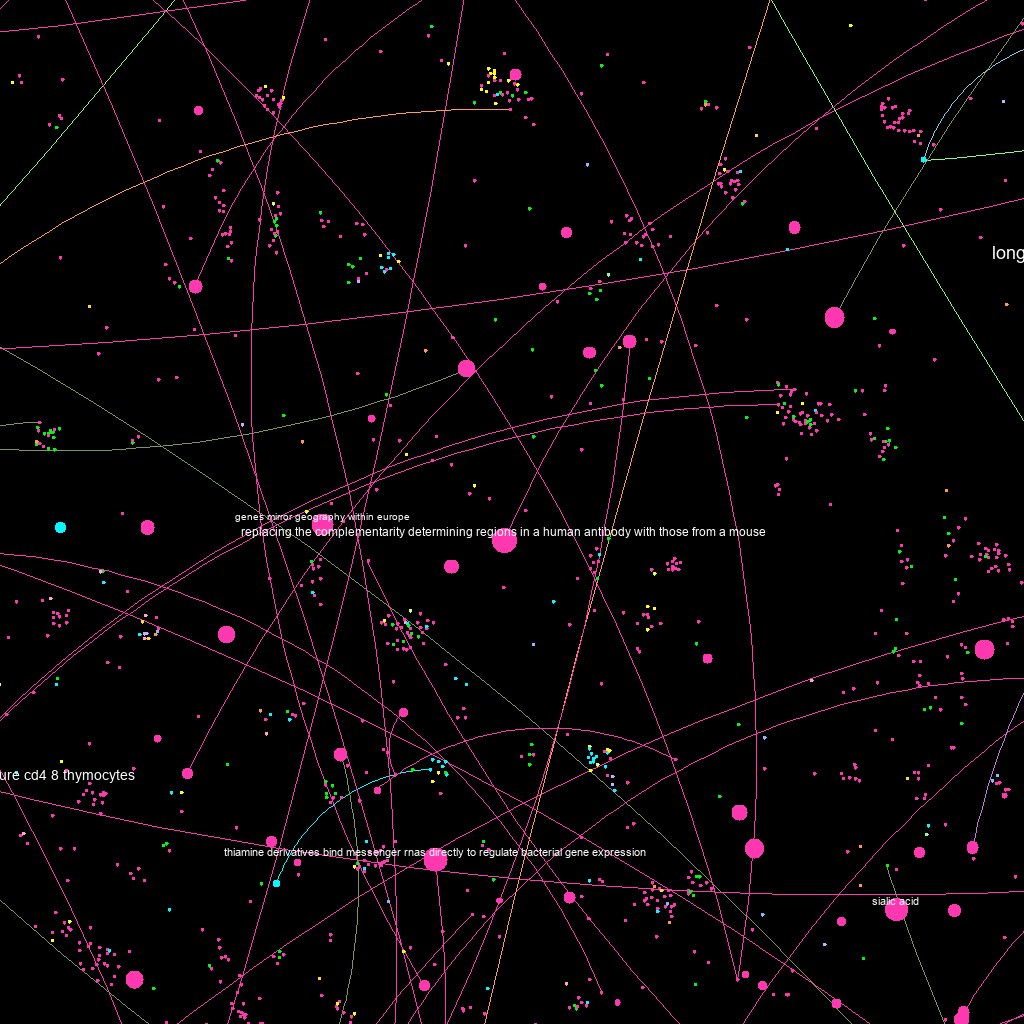 long
genes mirror geography within europe
replacing the complementarity determining regions in a human antibody with those from a mouse
ure cd4 8 thymocytes
thiamine derivatives bind messenger rnas directly to regulate bacterial gene expression
sialic acid